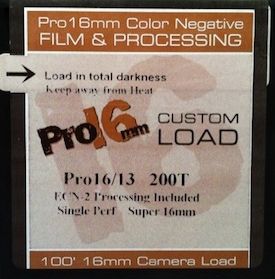 Pro16mm Color Negative
FILM & PROCESSING
Load in total darkness
Keep away from Heat
Pro16mm
CUSTOM
LOAD
Pro16/13 200T
ECN-2 Processing Included
Single Perf Super 16mm
100' 16mm Camera Load